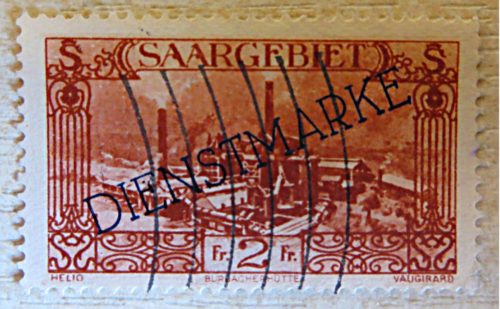 S SAARGEBIET S
DIENSTMARKE
Fr. 2 Fr.
HELIO BURBACHERHÜTTE VAUGIRARD